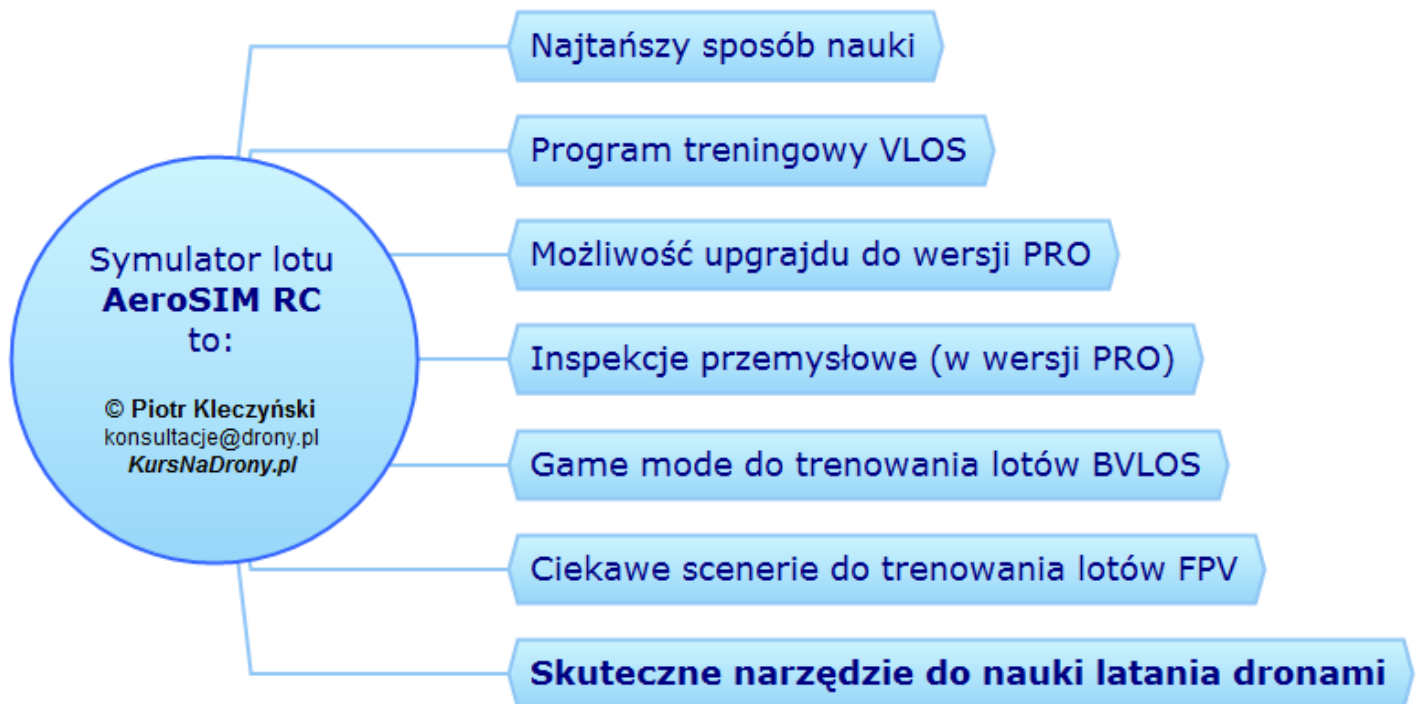 Symulator lotu
AeroSIM RC
to:
© Piotr Kleczyński
konsultacje@drony.pl
KursNaDrony.pl
Najtańszy sposób nauki
Program treningowy VLOS
Możliwość upgrajdu do wersji PRO
Inspekcje przemysłowe (w wersji PRO)
Game mode do trenowania lotów BVLOS
Ciekawe scenerie do trenowania lotów FPV
Skuteczne narzędzie do nauki latania dronami